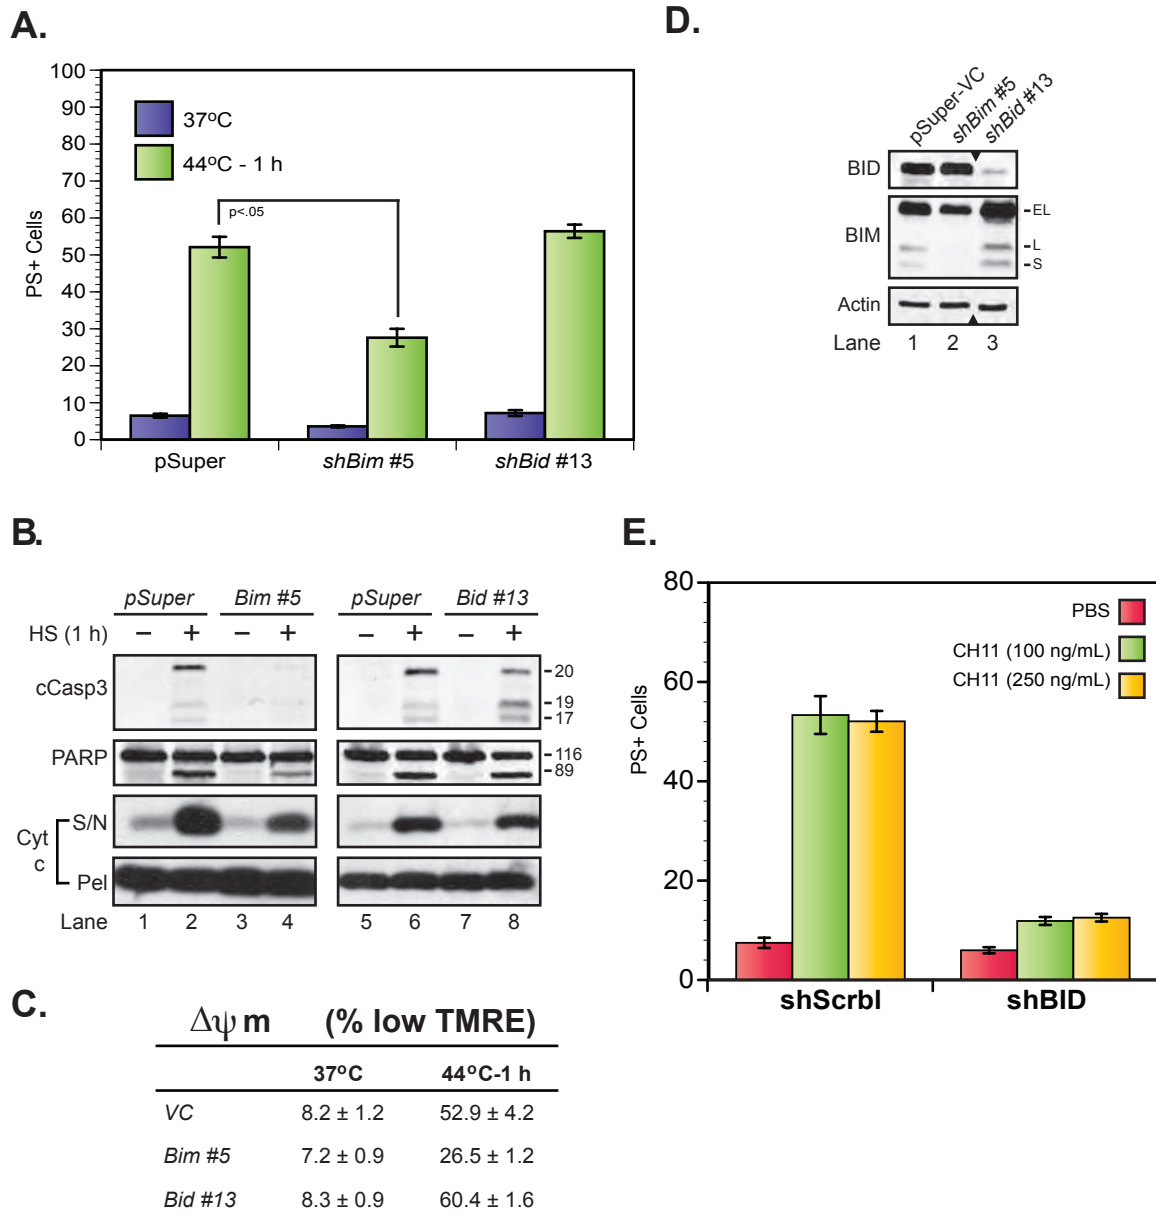 A.
100
90
80
70
60
50
40
30
20
10
0
PS+ Cells
37°C
44°C - 1 h
p<.05
pSuper
shBim #5
shBid #13
B.
pSuper Bim #5 pSuper Bid #13
HS (1 h) – + – + – + – +
cCasp3
20
19
17
PARP
116
89
Cyt c
S/N
Pel
Lane 1 2 3 4 5 6 7 8
C.
Δψ m (% low TMRE)
37°C 44°C-1 h
VC 8.2 ± 1.2 52.9 ± 4.2
Bim #5 7.2 ± 0.9 26.5 ± 1.2
Bid #13 8.3 ± 0.9 60.4 ± 1.6
D.
pSuper-VC
shBim #5
shBid #13
BID
BIM
EL
L
S
Actin
Lane 1 2 3
E.
80
60
40
20
0
PS+ Cells
PBS
CH11 (100 ng/mL)
CH11 (250 ng/mL)
shScrbl
shBID